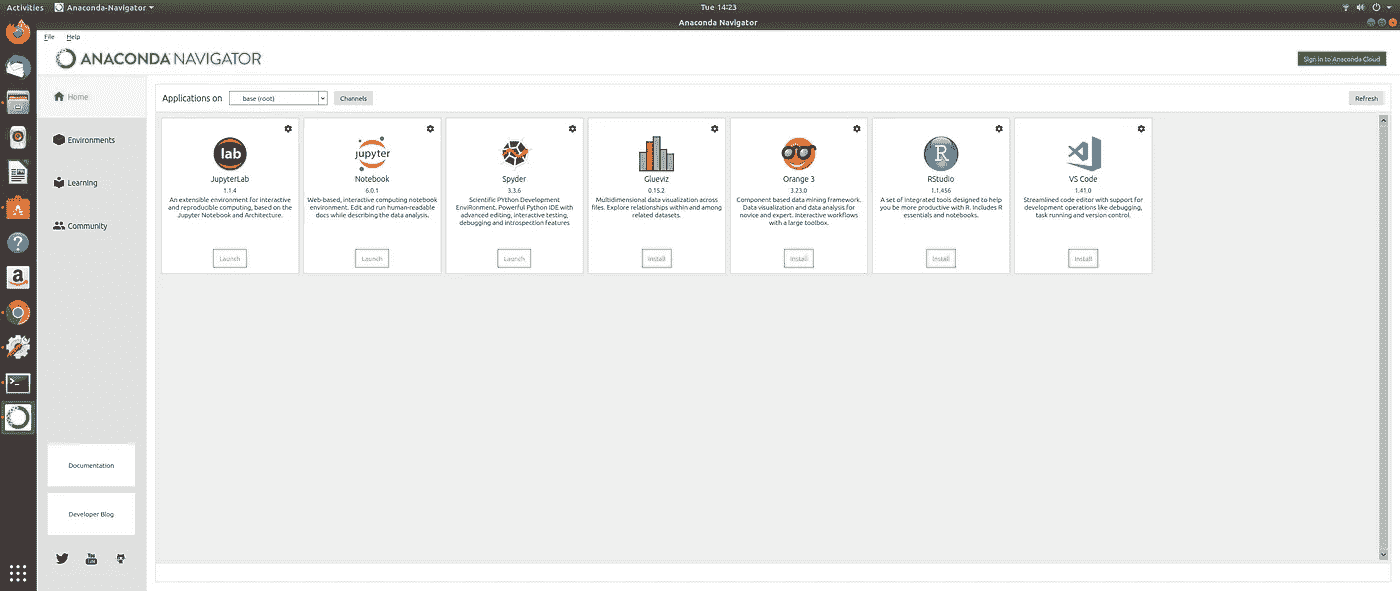 Activities Anaconda-Navigator Tue 14:23
Anaconda Navigator
File Help
ANACONDA NAVIGATOR
Sign in to Anaconda Cloud
Home
Environments
Learning
Community
Documentation
Developer Blog
Applications on base (root) Channels Refresh
lab
JupyterLab
1.1.4
An extensible environment for interactive
and reproducible computing, based on the
Jupyter Notebook and Architecture.
Launch
jupyter
Notebook
6.0.1
Web-based, interactive computing notebook
environment. Edit and run human-readable
docs while describing the data analysis.
Launch
Spyder
3.3.6
Scientific PYthon Development
EnviRonment. Powerful Python IDE with
advanced editing, interactive testing,
debugging and introspection features
Launch
Glueviz
0.15.2
Multidimensional data visualization across
files. Explore relationships within and among
related datasets.
Install
Orange 3
3.23.0
Component based data mining framework.
Data visualization and data analysis for
novice and expert. Interactive workflows
with a large toolbox.
Install
R
RStudio
1.1.456
A set of integrated tools designed to help
you be more productive with R. Includes R
essentials and notebooks.
Install
VS Code
1.41.0
Streamlined code editor with support for
development operations like debugging,
task running and version control.
Install